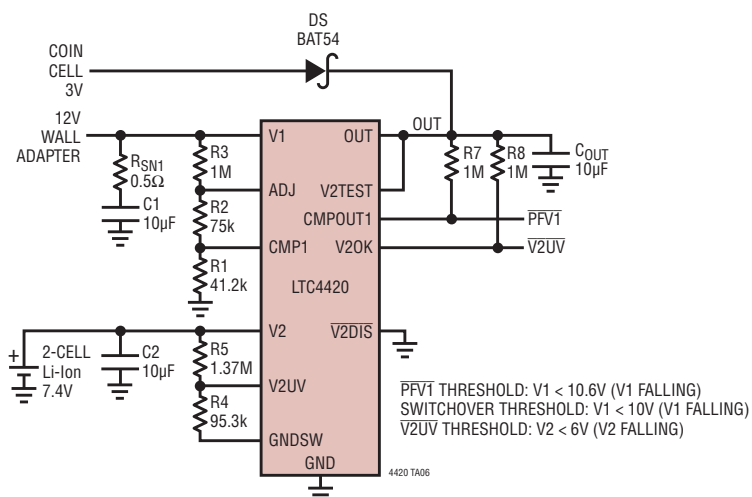 DS
BAT54
COIN
CELL
3V
12V
WALL
ADAPTER
OUT
V1
OUT
R3
1M
R7
1M
R8
1M
COUT
10µF
RSN1
0.5Ω
ADJ
V2TEST
C1
10µF
R2
75k
CMPOUT1
PFV1
CMP1
V2OK
V2UV
R1
41.2k
LTC4420
V2
V2DIS
+
2-CELL
Li-Ion
7.4V
C2
10µF
R5
1.37M
V2UV
R4
95.3k
GNDSW
GND
PFV1 THRESHOLD: V1 < 10.6V (V1 FALLING)
SWITCHOVER THRESHOLD: V1 < 10V (V1 FALLING)
V2UV THRESHOLD: V2 < 6V (V2 FALLING)
4420 TA06